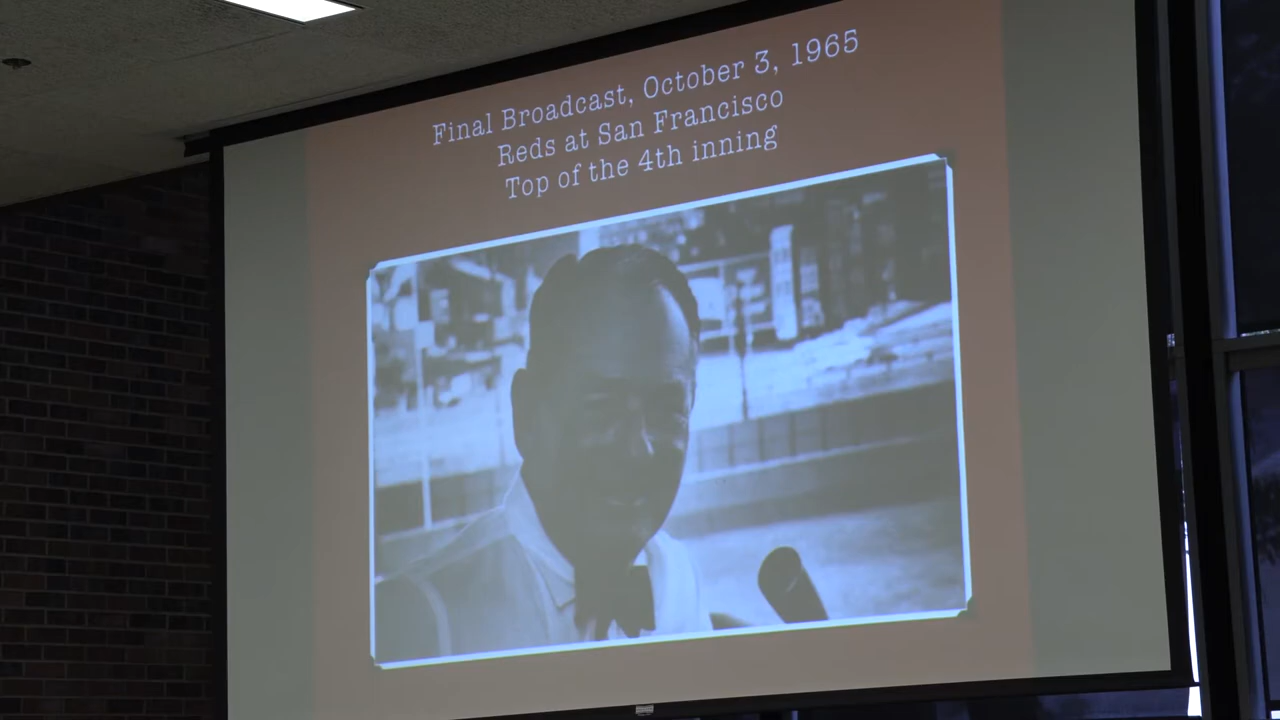 Final Broadcast, October 3, 1965
Reds at San Francisco
Top of the 4th inning